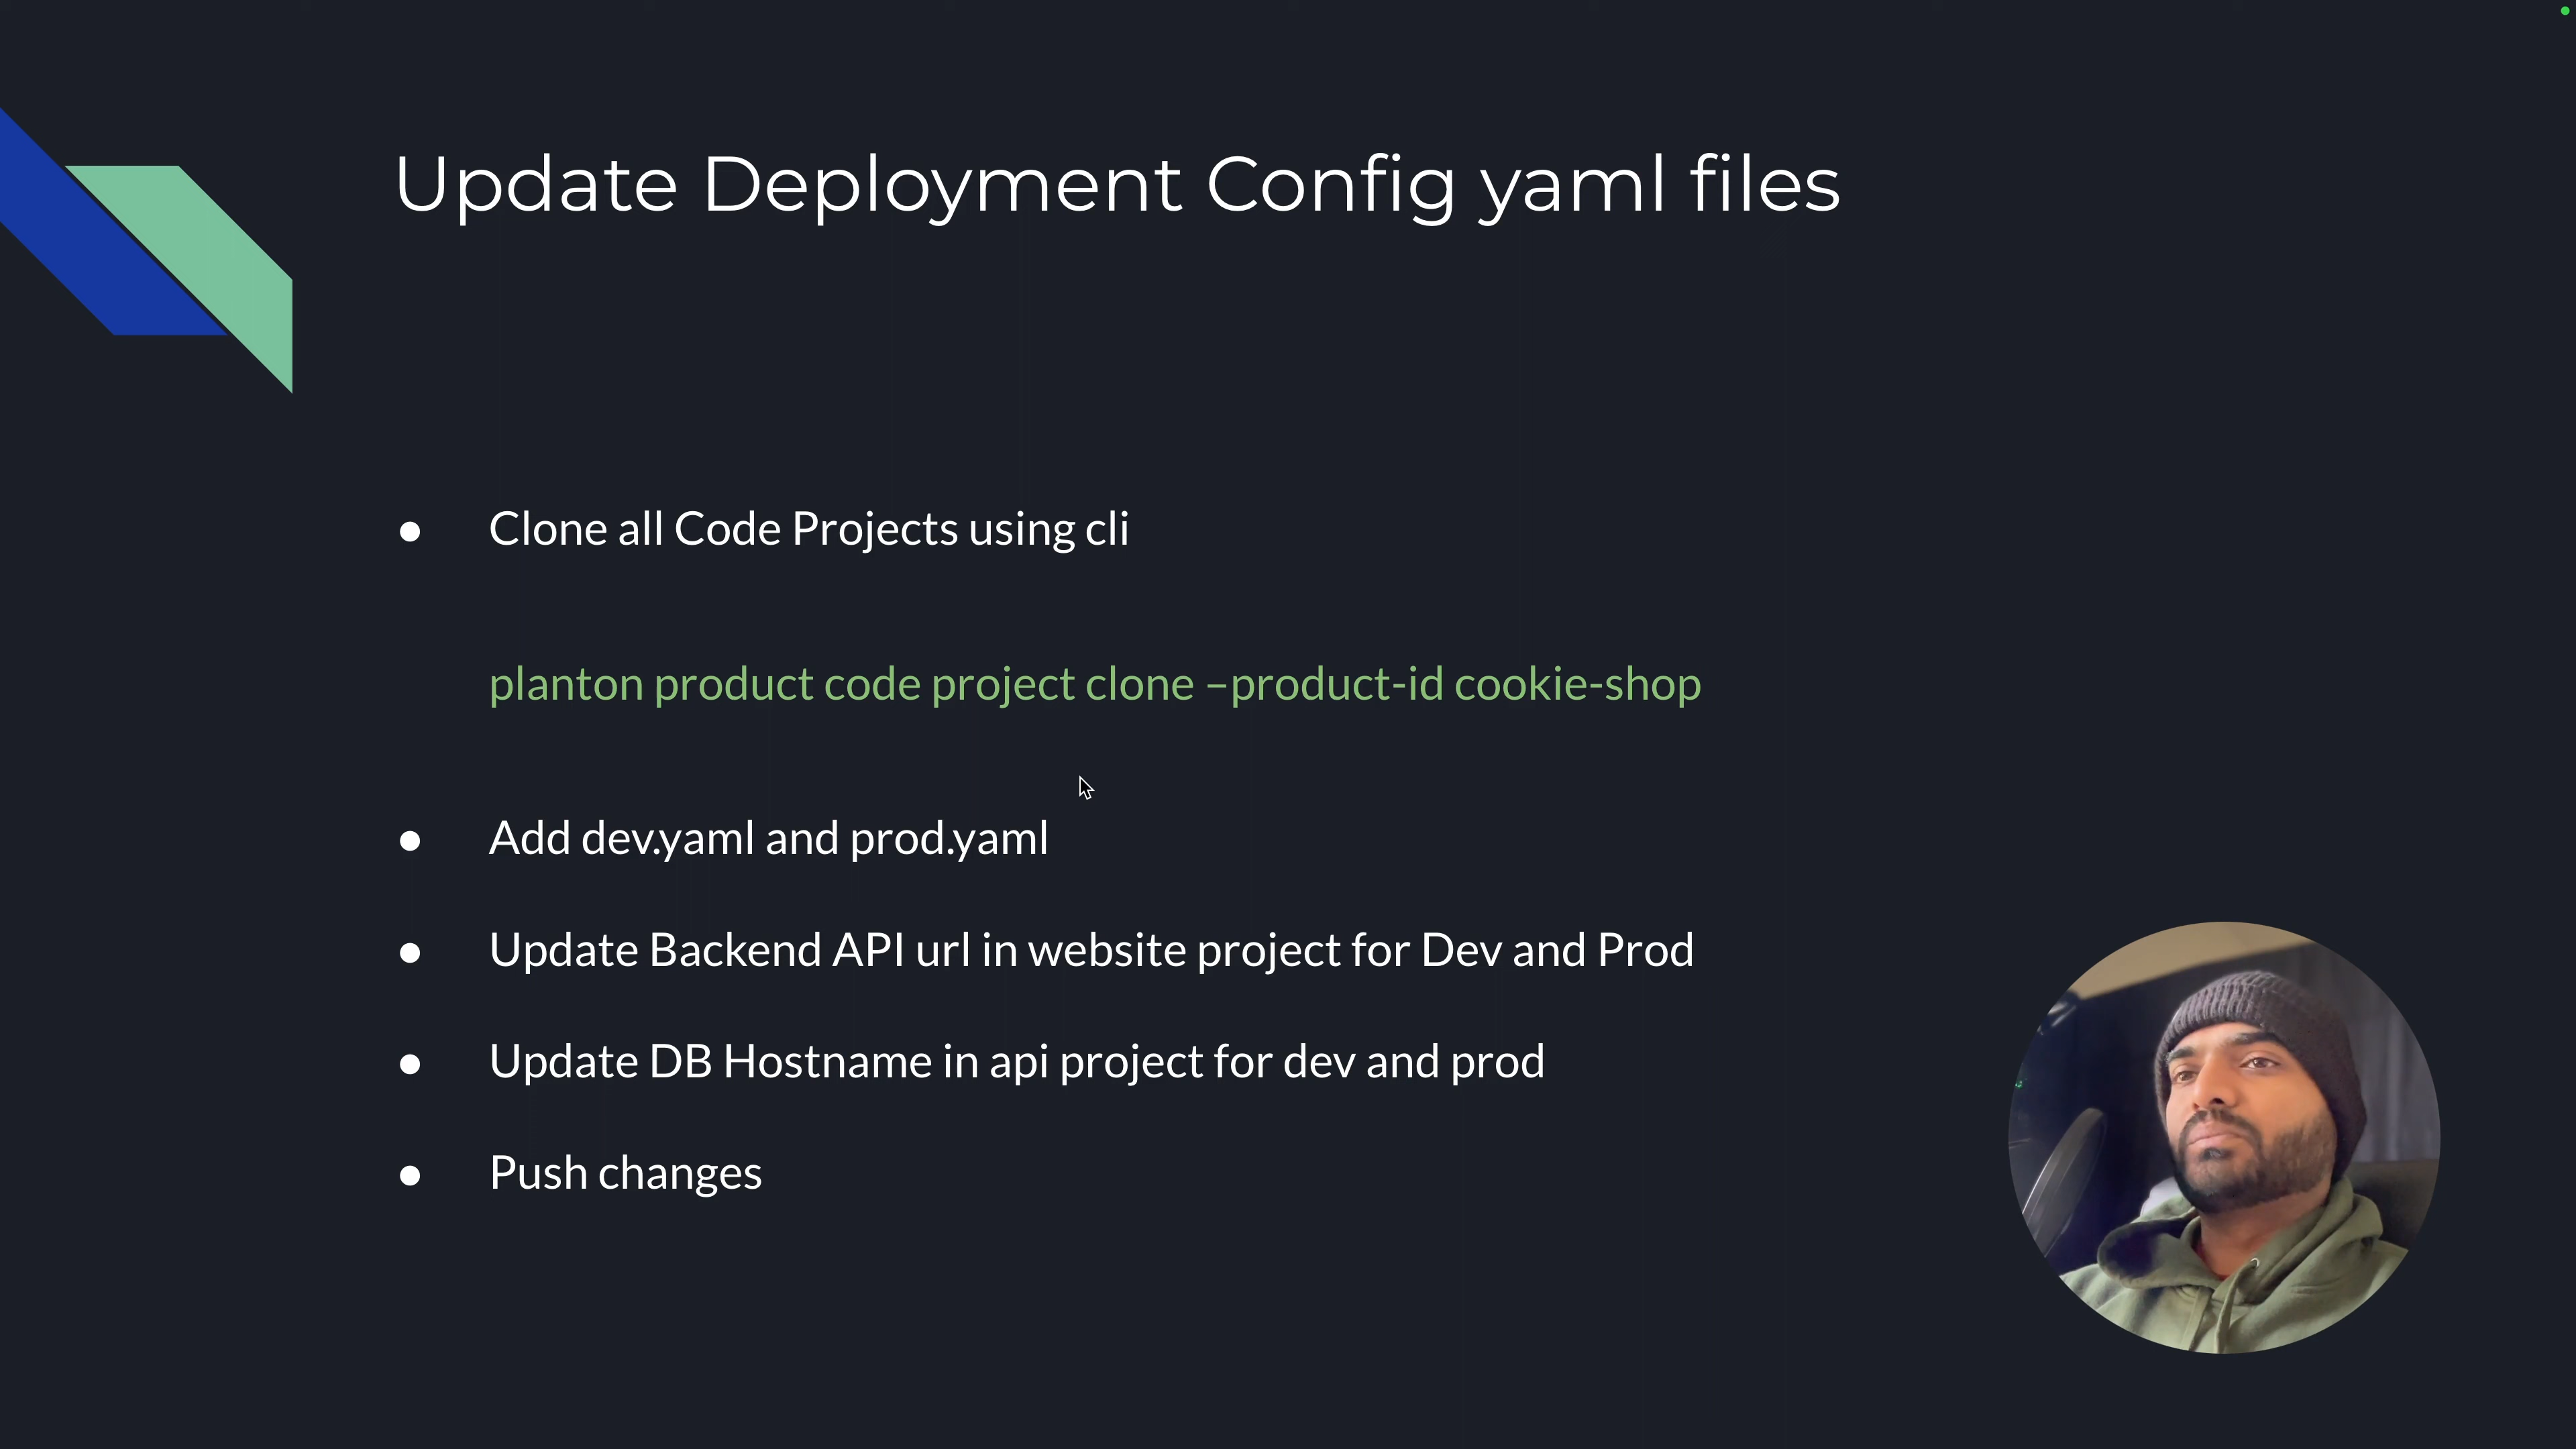 Update Deployment Config yaml files
● Clone all Code Projects using cli
planton product code project clone –product-id cookie-shop
● Add dev.yaml and prod.yaml
● Update Backend API url in website project for Dev and Prod
● Update DB Hostname in api project for dev and prod
● Push changes